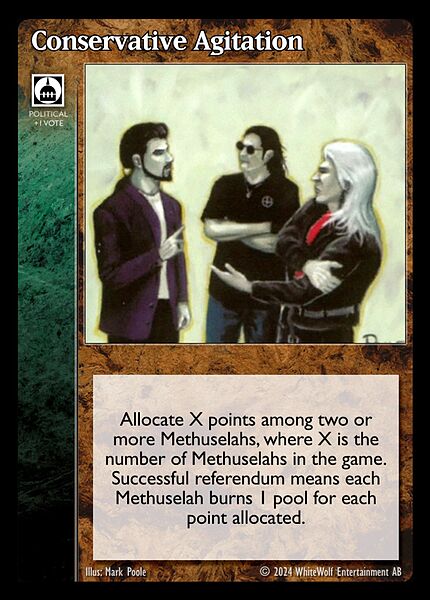 Conservative Agitation
POLITICAL
+1 VOTE
Allocate X points among two or
more Methuselahs, where X is the
number of Methuselahs in the game.
Successful referendum means each
Methuselah burns 1 pool for each
point allocated.
Illus: Mark Poole
© 2024 WhiteWolf Entertainment AB